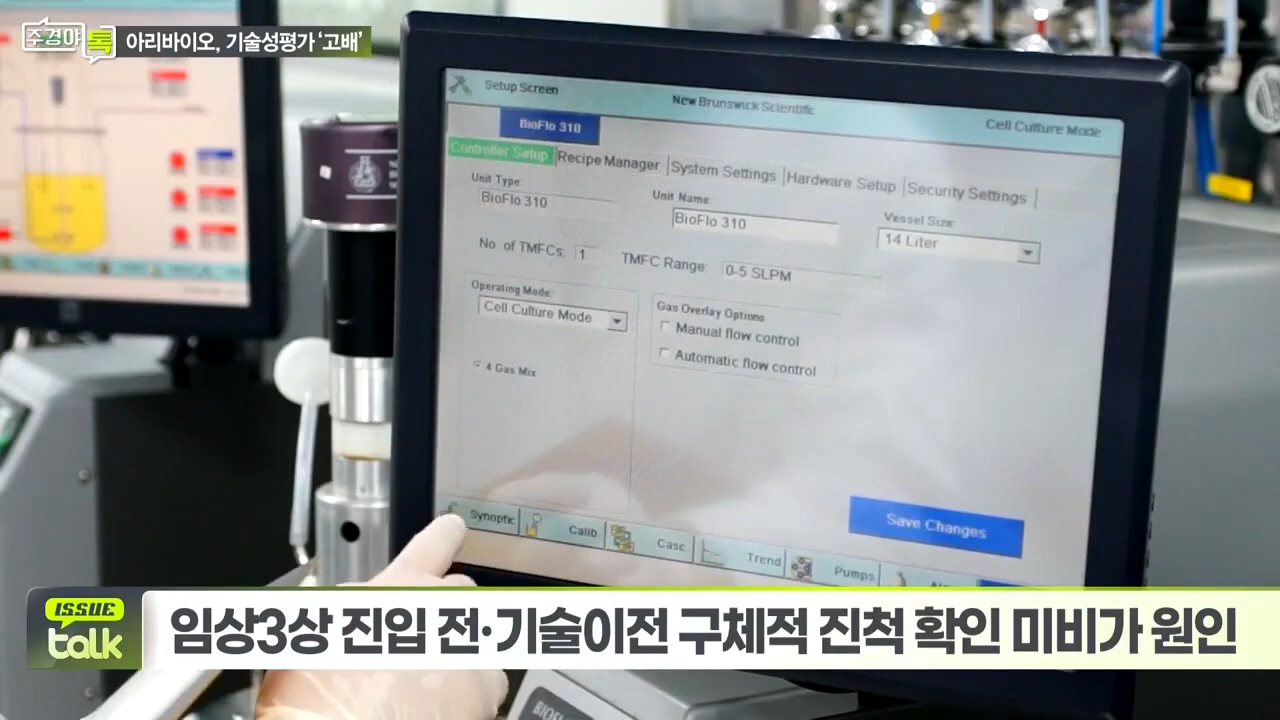 주경야톡
아리바이오, 기술성평가 '고배'
Setup Screen
New Brunswick Scientific
Cell Culture Mode
BioFlo 310
Controller Setup
Recipe Manager
System Settings
Hardware Setup
Security Settings
Unit Type:
BioFlo 310
Unit Name:
BioFlo 310
Vessel Size:
14 Liter
No of TMFCs: 1
TMFC Range: 0-5 SLPM
Operating Mode:
Cell Culture Mode
Gas Overlay Options
Manual flow control
Automatic flow control
4 Gas Mix
Save Changes
Synoptic
Calib
Casc
Trend
Pumps
ISSUE
talk
임상3상 진입 전·기술이전 구체적 진척 확인 미비가 원인